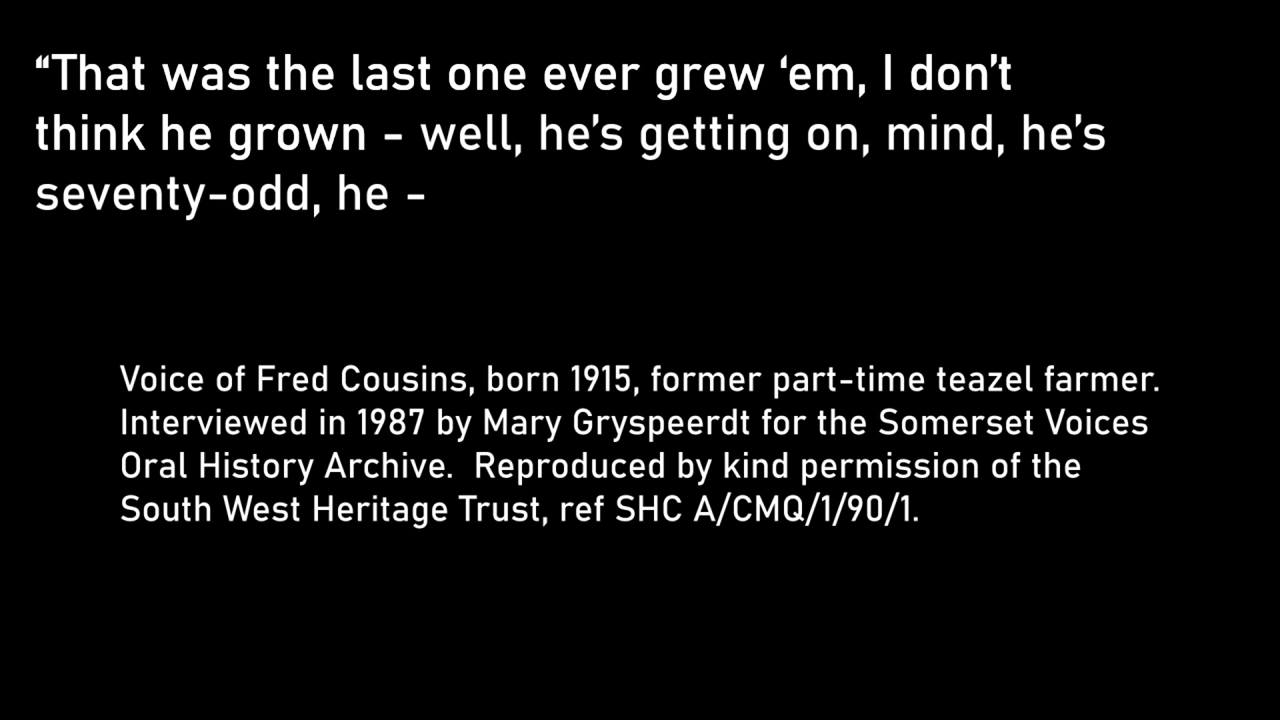 “That was the last one ever grew ‘em, I don’t
think he grown - well, he’s getting on, mind, he’s
seventy-odd, he -
Voice of Fred Cousins, born 1915, former part-time teazel farmer.
Interviewed in 1987 by Mary Gryspeerdt for the Somerset Voices
Oral History Archive.  Reproduced by kind permission of the
South West Heritage Trust, ref SHC A/CMQ/1/90/1.